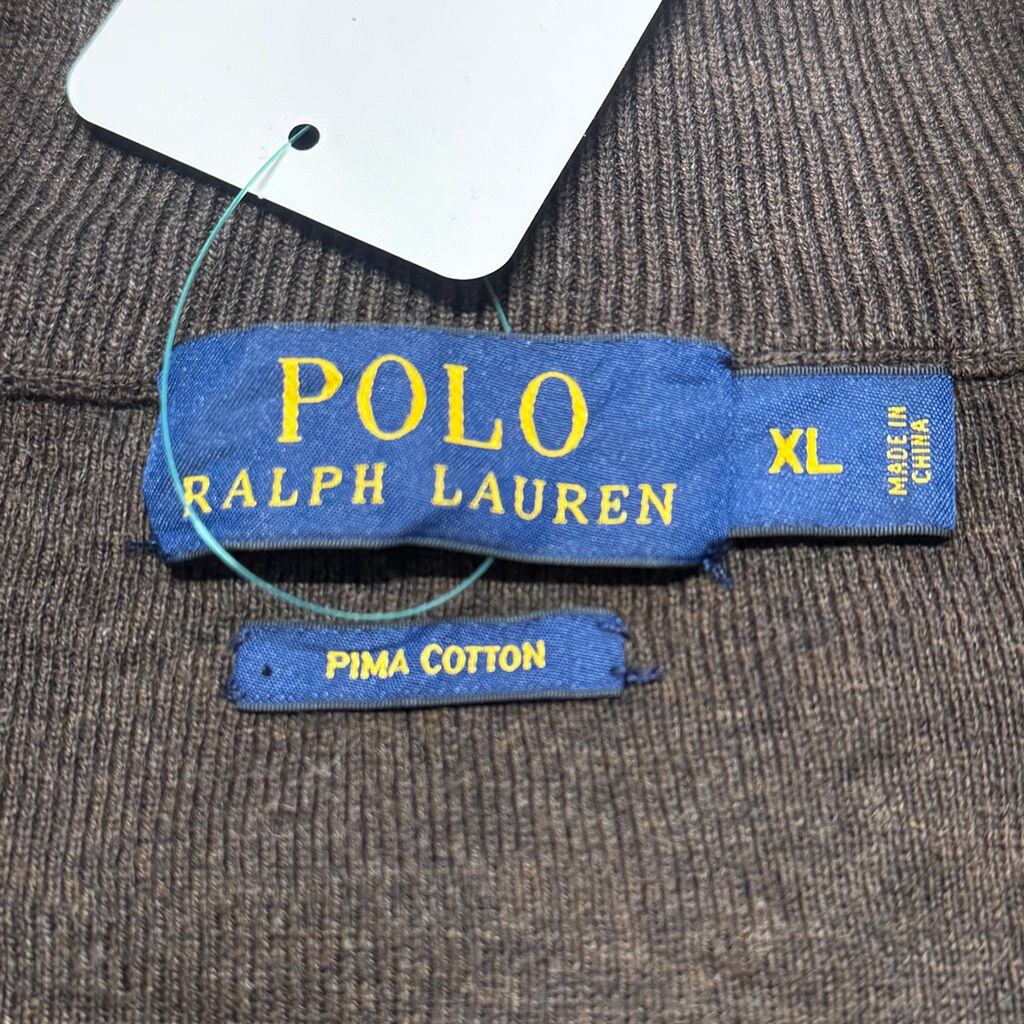 POLO
RALPH LAUREN
XL
MADE IN
CHINA
PIMA COTTON